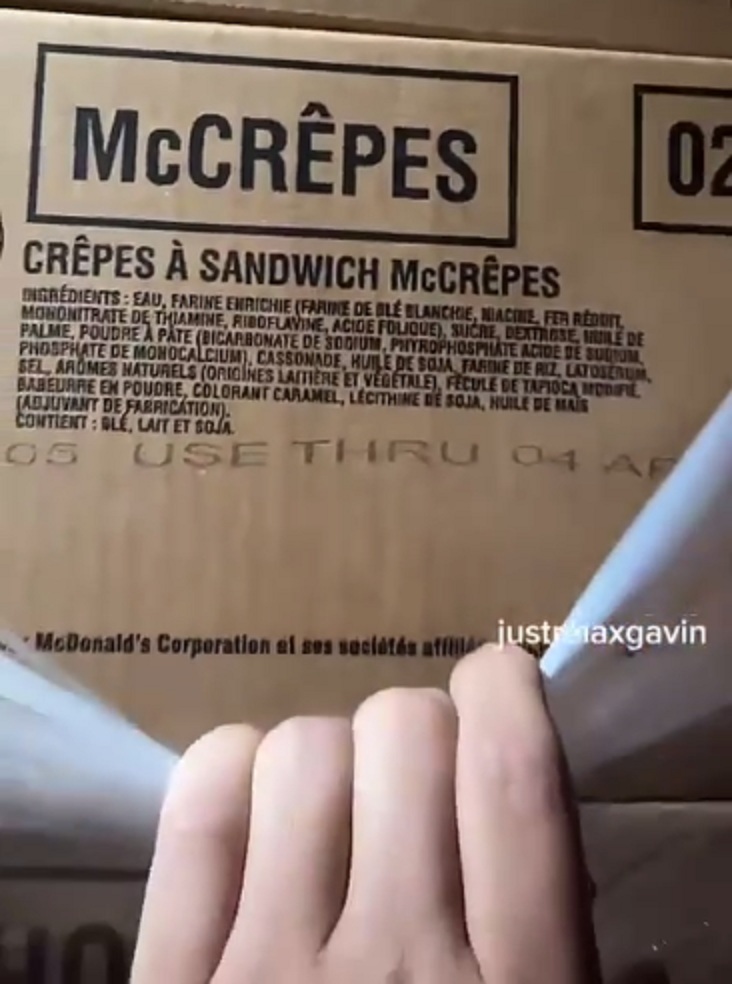 McCRÊPES
02
CRÊPES À SANDWICH McCRÊPES
INGRÉDIENTS : EAU, FARINE ENRICHIE (FARINE DE BLÉ BLANCHIE, NIACINE, FER RÉDUIT,
MONONITRATE DE THIAMINE, RIBOFLAVINE, ACIDE FOLIQUE), SUCRE, DEXTROSE, HUILE DE
PALME, POUDRE À PÂTE (BICARBONATE DE SODIUM, PHYROPHOSPHATE ACIDE DE SODIUM,
PHOSPHATE DE MONOCALCIUM), CASSONADE, HUILE DE SOJA, FARINE DE RIZ, LATOSÉRUM,
SEL, ARÔMES NATURELS (ORIGINES LAITIÈRE ET VÉGÉTALE), FÉCULE DE TAPIOCA MODIFIÉ,
BABEURRE EN POUDRE, COLORANT CARAMEL, LÉCITHINE DE SOJA, HUILE DE MAÏS
(ADJUVANT DE FABRICATION).
CONTIENT : BLÉ, LAIT ET SOJA.
05 USE THRU 04
McDonald's Corporation et ses sociétés